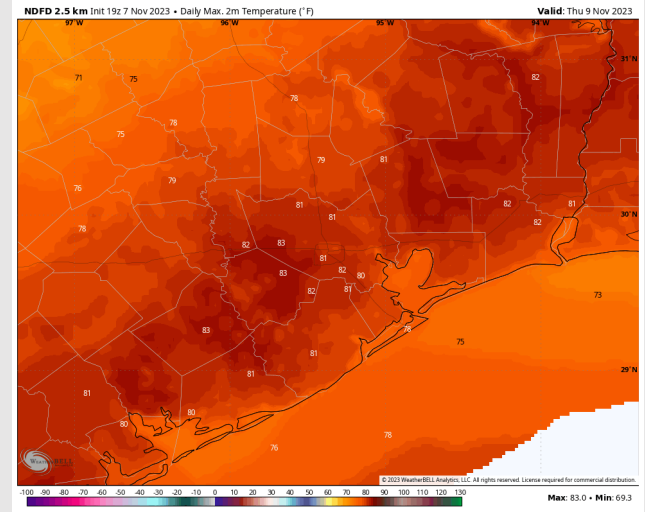 NDFD 2.5 km Init 19z 7 Nov 2023 • Daily Max. 2m Temperature (°F)
Valid: Thu 9 Nov 2023
97°W 96°W 95°W 94°W
31°N
71 75 82
78 78
75
79 81
76 79
81 82 81
30°N
81 82
78
82 83
81
83 82 80
82 81
73
83 78
75
81
29°N
81
81
80 80
76 78
WEATHERBELL
© 2023 WeatherBELL Analytics, LLC. All rights reserved. License required for commercial distribution.
-100 -90 -80 -70 -60 -50 -40 -30 -20 -10 0 10 20 30 40 50 60 70 80 90 100 110 120 130
Max: 83.0 • Min: 69.3